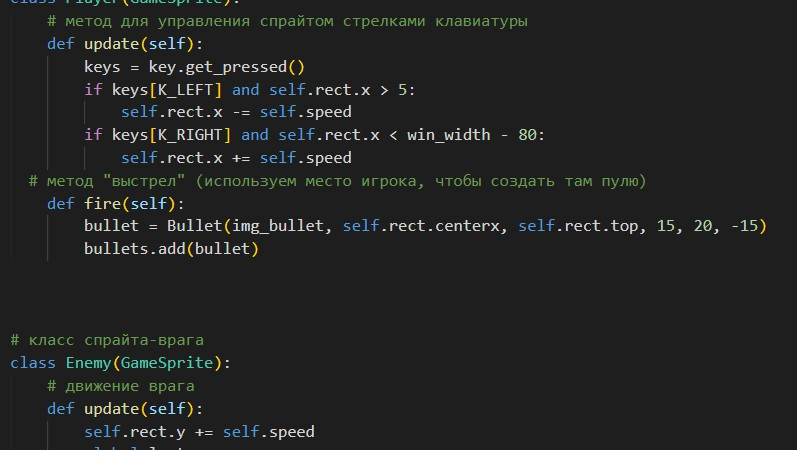 class Player(GameSprite):
# метод для управления спрайтом стрелками клавиатуры
def update(self):
keys = key.get_pressed()
if keys[K_LEFT] and self.rect.x > 5:
self.rect.x -= self.speed
if keys[K_RIGHT] and self.rect.x < win_width - 80:
self.rect.x += self.speed
# метод "выстрел" (используем место игрока, чтобы создать там пулю)
def fire(self):
bullet = Bullet(img_bullet, self.rect.centerx, self.rect.top, 15, 20, -15)
bullets.add(bullet)
# класс спрайта-врага
class Enemy(GameSprite):
# движение врага
def update(self):
self.rect.y += self.speed